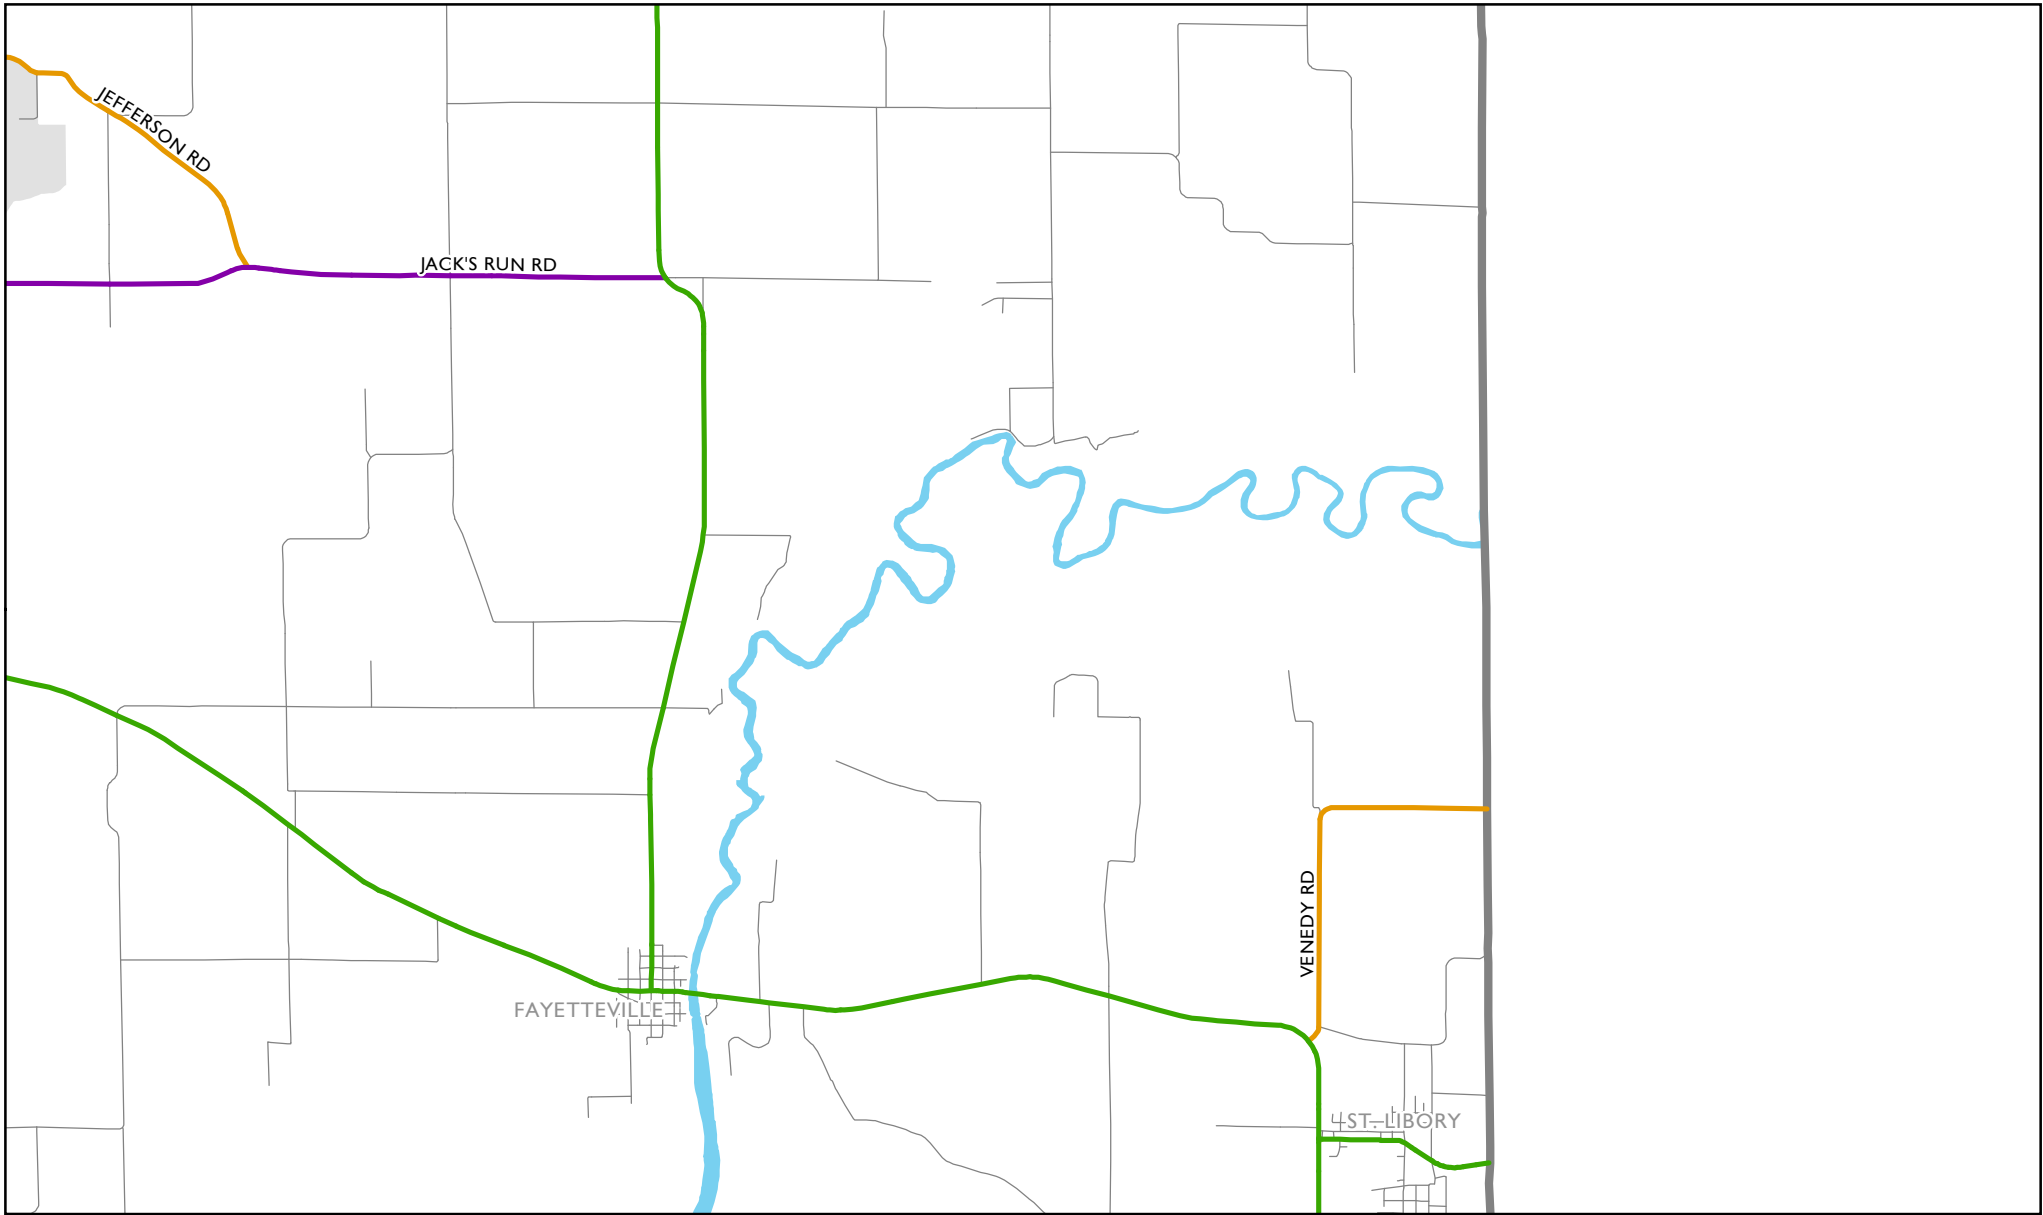 JEFFERSON RD
JACK'S RUN RD
VENEDY RD
FAYETTEVILLE
ST. LIBORY